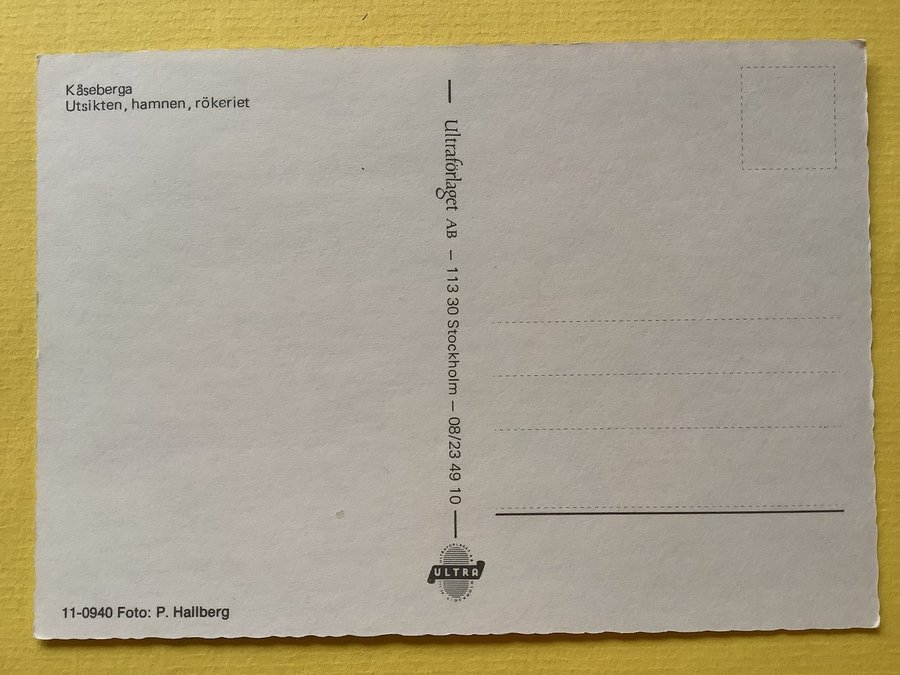 Kåseberga
Utsikten, hamnen, rökeriet
Ultraförlaget AB – 113 30 Stockholm – 08/23 49 10
ULTRA
11-0940 Foto: P. Hallberg